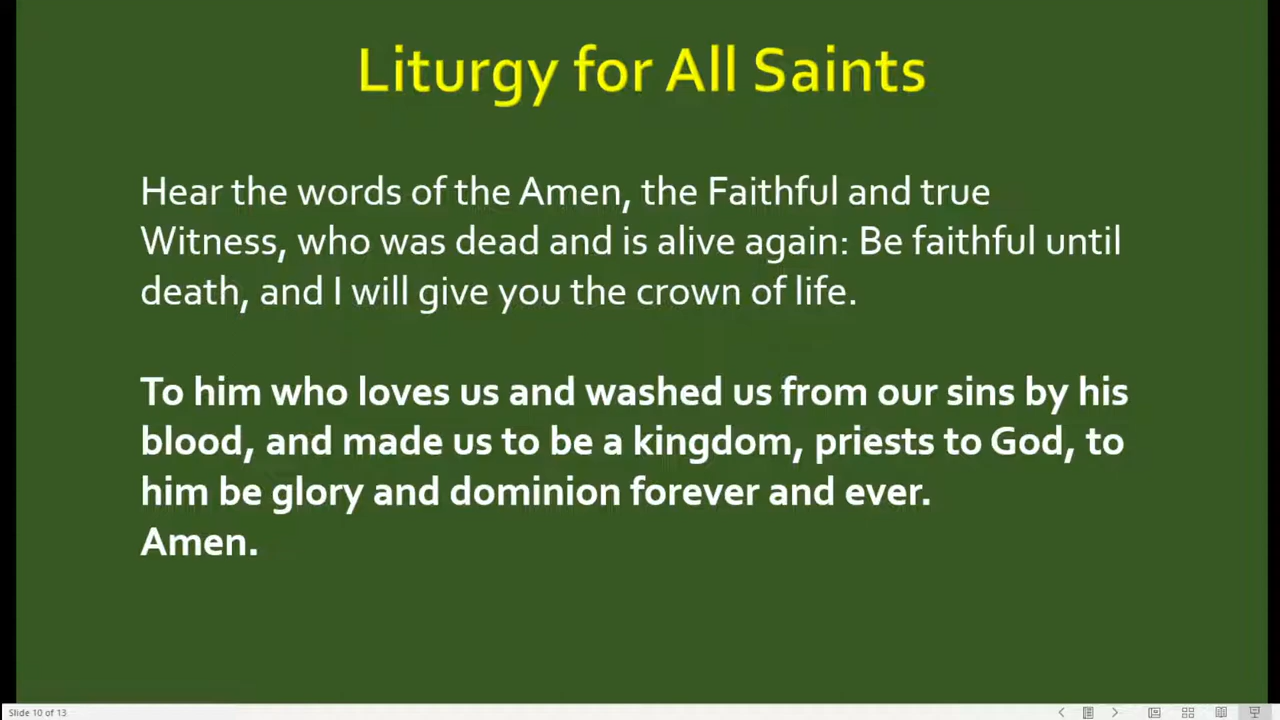 Liturgy for All Saints
Hear the words of the Amen, the Faithful and true
Witness, who was dead and is alive again: Be faithful until
death, and I will give you the crown of life.
To him who loves us and washed us from our sins by his
blood, and made us to be a kingdom, priests to God, to
him be glory and dominion forever and ever.
Amen.
Slide 10 of 13